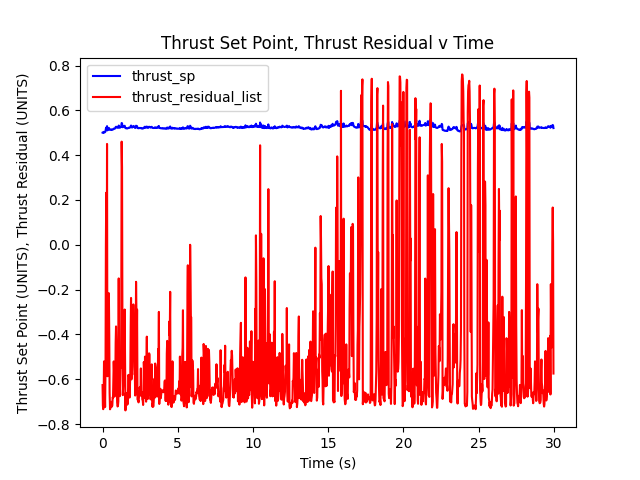 Thrust Set Point, Thrust Residual v Time
thrust_sp
thrust_residual_list
Thrust Set Point (UNITS), Thrust Residual (UNITS)
0.8
0.6
0.4
0.2
0.0
−0.2
−0.4
−0.6
−0.8
0 5 10 15 20 25 30
Time (s)